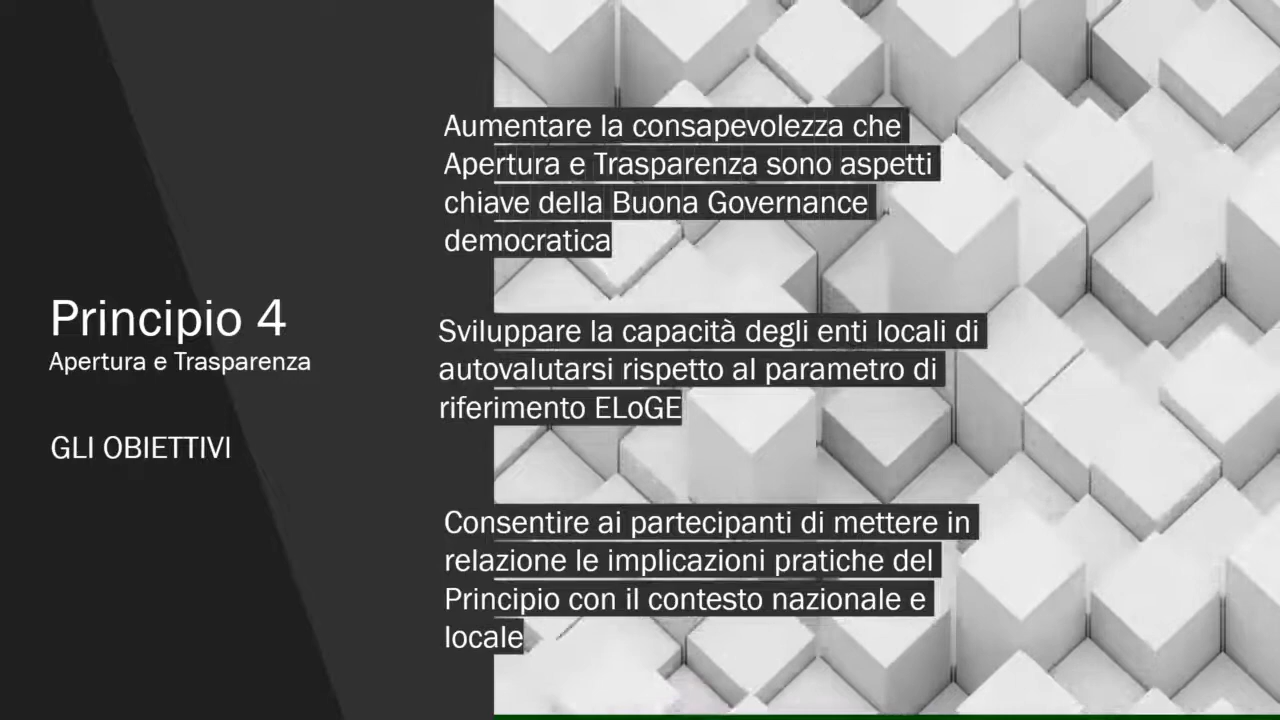 Principio 4
Apertura e Trasparenza
GLI OBIETTIVI
Aumentare la consapevolezza che
Apertura e Trasparenza sono aspetti
chiave della Buona Governance
democratica
Sviluppare la capacità degli enti locali di
autovalutarsi rispetto al parametro di
riferimento ELoGE
Consentire ai partecipanti di mettere in
relazione le implicazioni pratiche del
Principio con il contesto nazionale e
locale